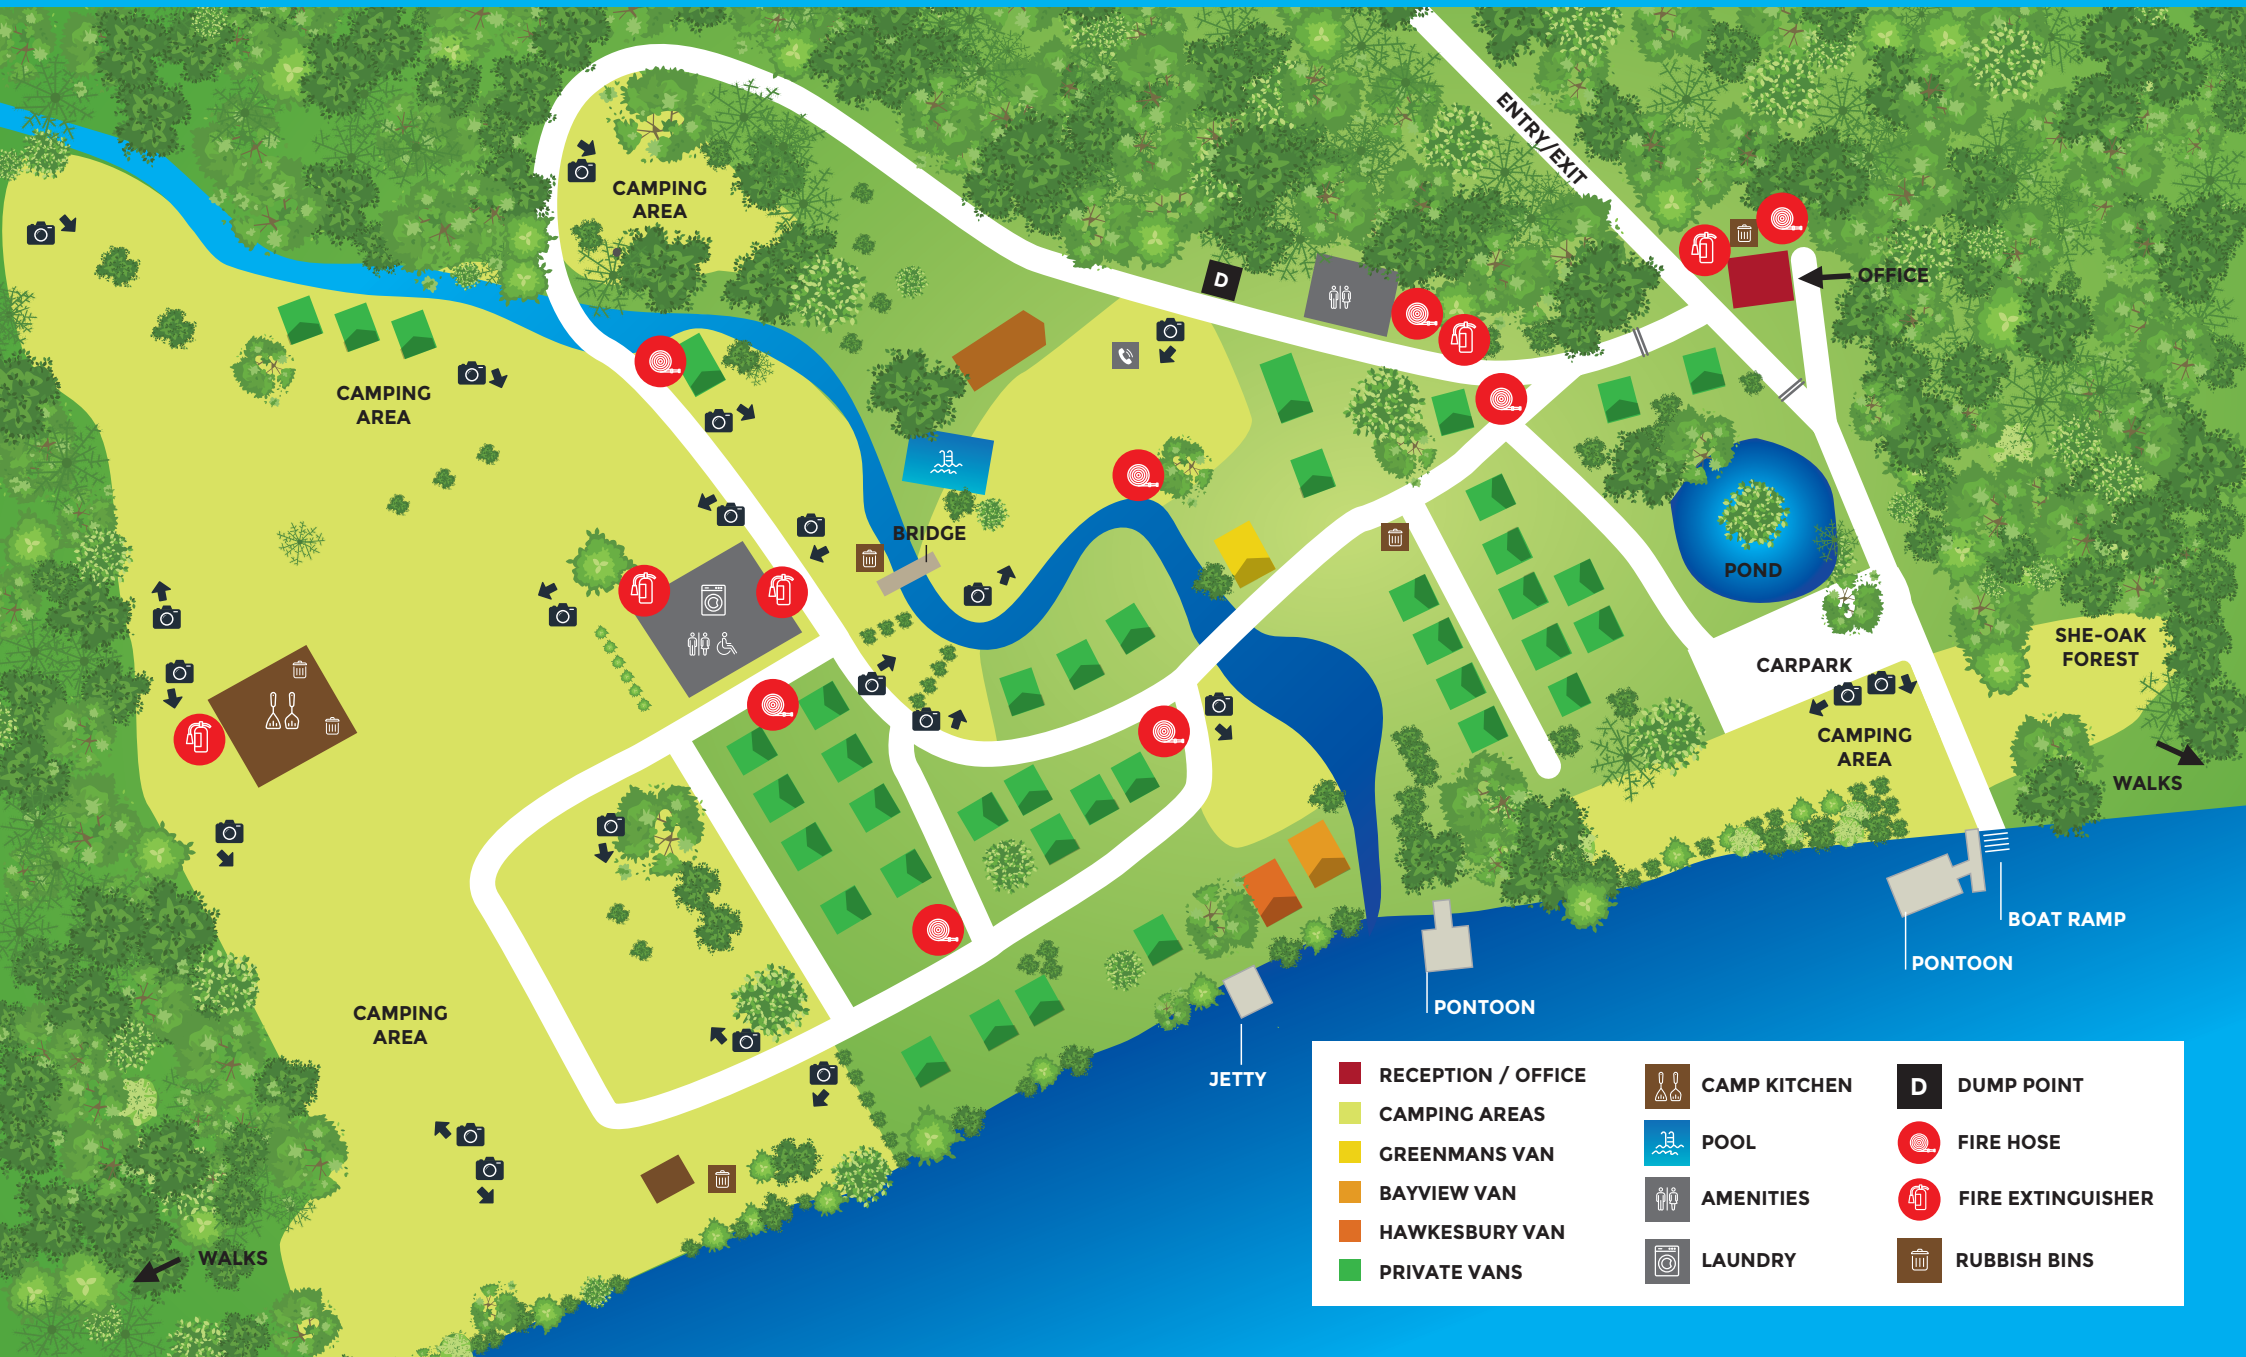 ENTRY/EXIT
CAMPING
AREA
OFFICE
D
CAMPING
AREA
BRIDGE
POND
SHE-OAK
FOREST
CARPARK
CAMPING
AREA
WALKS
BOAT RAMP
PONTOON
PONTOON
CAMPING
AREA
JETTY
WALKS
RECEPTION / OFFICE
CAMPING AREAS
GREENMANS VAN
BAYVIEW VAN
HAWKESBURY VAN
PRIVATE VANS
CAMP KITCHEN
POOL
AMENITIES
LAUNDRY
D
DUMP POINT
FIRE HOSE
FIRE EXTINGUISHER
RUBBISH BINS